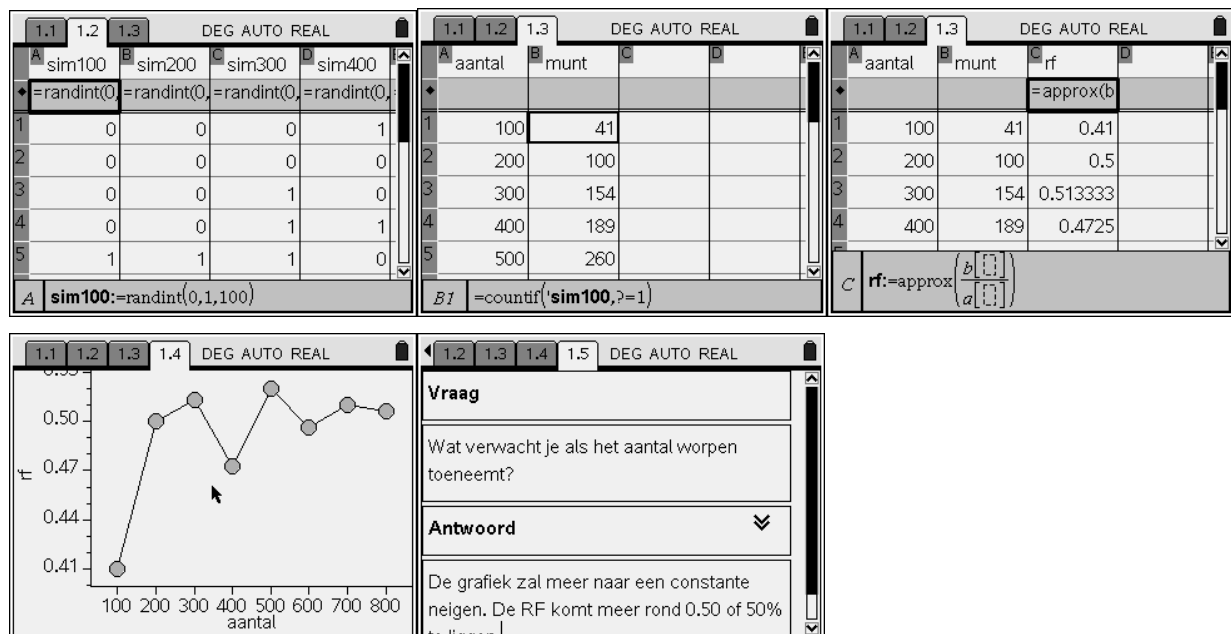 1.1 1.2 1.3 DEG AUTO REAL
A sim100 B sim200 C sim300 D sim400
◆ =randint(0, =randint(0, =randint(0, =randint(0,
1 0 0 0 1
2 0 0 0 0
3 0 0 1 0
4 0 0 1 1
5 1 1 1 0
A sim100:=randint(0,1,100)
1.1 1.2 1.3 DEG AUTO REAL
A aantal B munt C D
◆
1 100 41
2 200 100
3 300 154
4 400 189
5 500 260
B1 =countif('sim100,?=1)
1.1 1.2 1.3 DEG AUTO REAL
A aantal B munt C rf D
◆ =approx(b
1 100 41 0.41
2 200 100 0.5
3 300 154 0.513333
4 400 189 0.4725
C rf:=approx(b[[]]/a[[]])
1.1 1.2 1.3 1.4 DEG AUTO REAL
rf
0.50
0.47
0.44
0.41
100 200 300 400 500 600 700 800
aantal
1.2 1.3 1.4 1.5 DEG AUTO REAL
Vraag
Wat verwacht je als het aantal worpen
toeneemt?
Antwoord
De grafiek zal meer naar een constante
neigen. De RF komt meer rond 0.50 of 50%